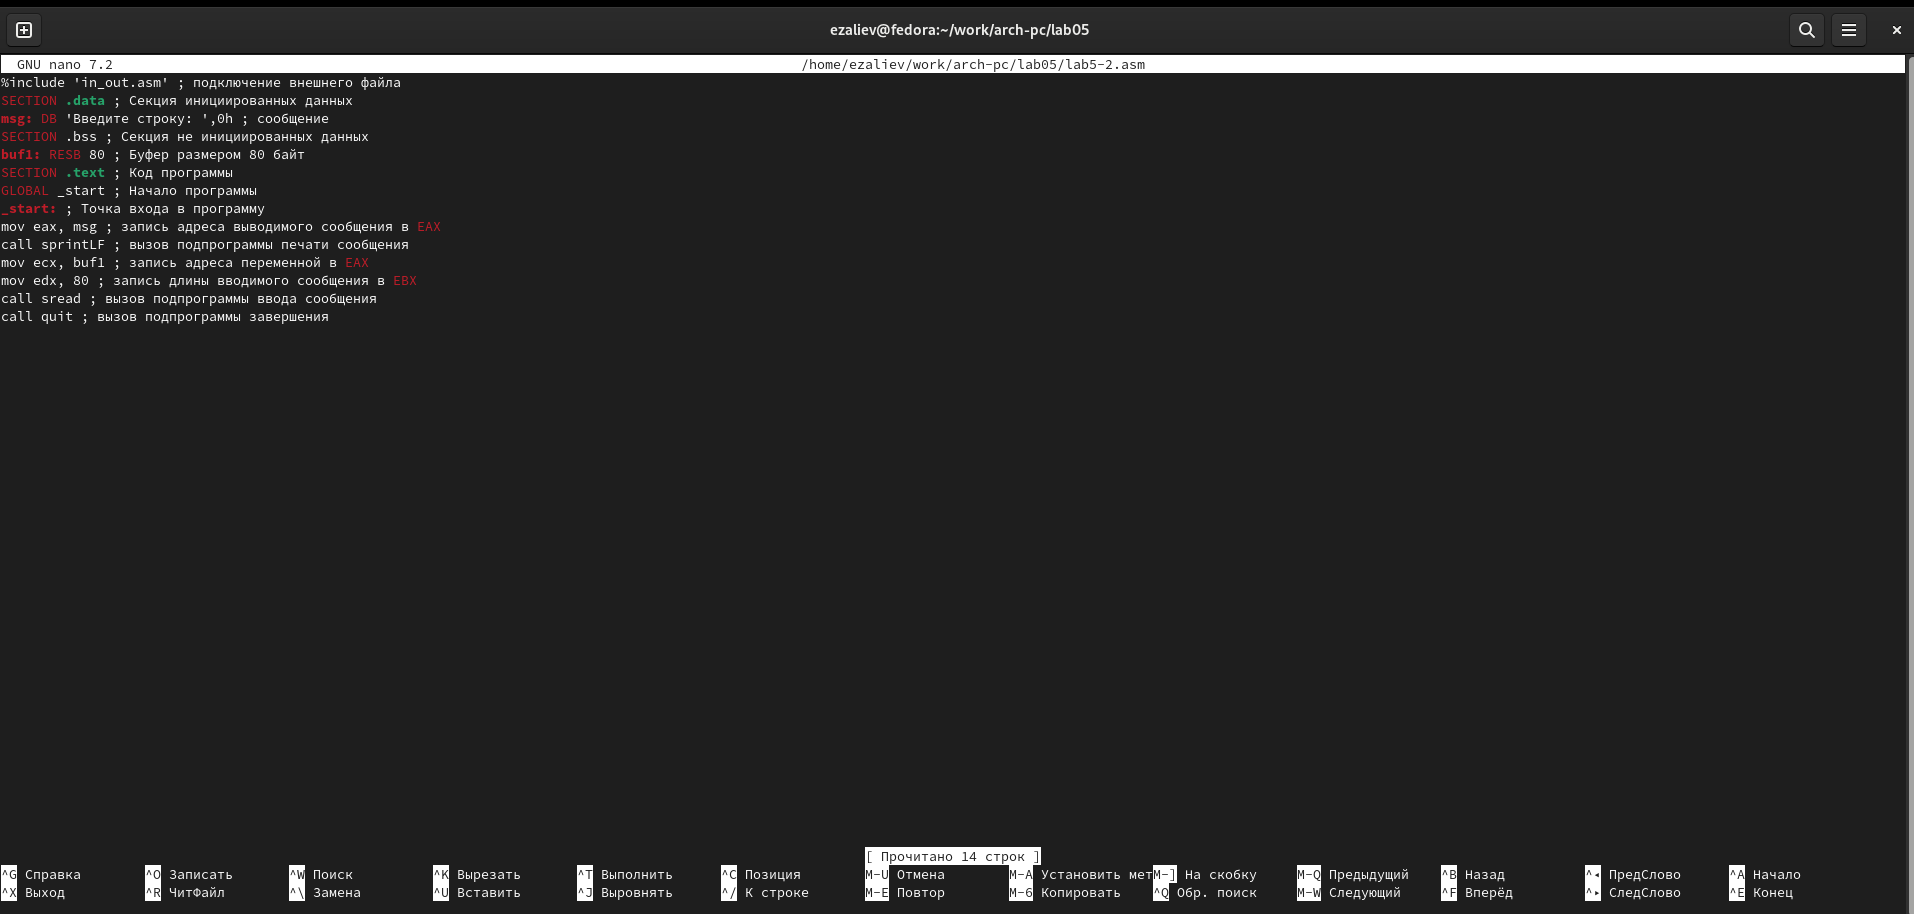 ezaliev@fedora:~/work/arch-pc/lab05
GNU nano 7.2 /home/ezaliev/work/arch-pc/lab05/lab5-2.asm
%include 'in_out.asm' ; подключение внешнего файла
SECTION .data ; Секция инициированных данных
msg: DB 'Введите строку: ',0h ; сообщение
SECTION .bss ; Секция не инициированных данных
buf1: RESB 80 ; Буфер размером 80 байт
SECTION .text ; Код программы
GLOBAL _start ; Начало программы
_start: ; Точка входа в программу
mov eax, msg ; запись адреса выводимого сообщения в EAX
call sprintLF ; вызов подпрограммы печати сообщения
mov ecx, buf1 ; запись адреса переменной в EAX
mov edx, 80 ; запись длины вводимого сообщения в EBX
call sread ; вызов подпрограммы ввода сообщения
call quit ; вызов подпрограммы завершения
[ Прочитано 14 строк ]
^G Справка ^O Записать ^W Поиск ^K Вырезать ^T Выполнить ^C Позиция M-U Отмена M-A Установить мет M-] На скобку M-Q Предыдущий ^B Назад ^◂ ПредСлово ^A Начало
^X Выход ^R ЧитФайл ^\ Замена ^U Вставить ^J Выровнять ^/ К строке M-E Повтор M-6 Копировать ^Q Обр. поиск M-W Следующий ^F Вперёд ^▸ СледСлово ^E Конец